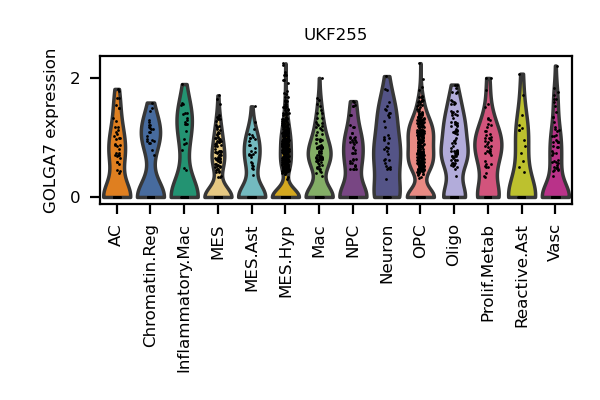 UKF255
GOLGA7 expression
2
0
AC
Chromatin.Reg
Inflammatory.Mac
MES
MES.Ast
MES.Hyp
Mac
NPC
Neuron
OPC
Oligo
Prolif.Metab
Reactive.Ast
Vasc